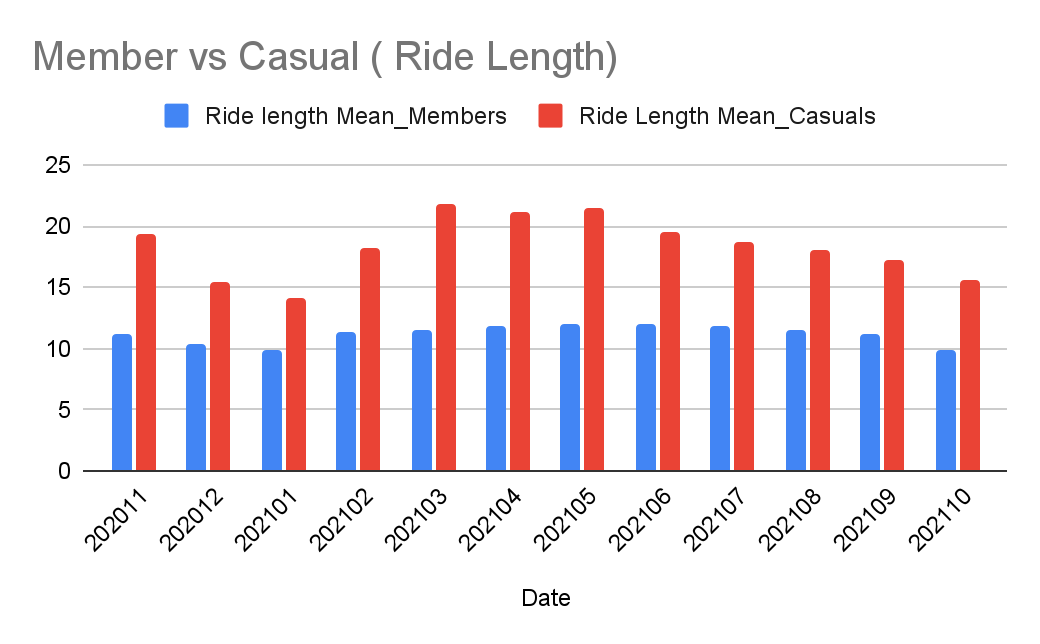 Member vs Casual ( Ride Length)
Ride length Mean_Members Ride Length Mean_Casuals
25
20
15
10
5
0
202011 202012 202101 202102 202103 202104 202105 202106 202107 202108 202109 202110
Date